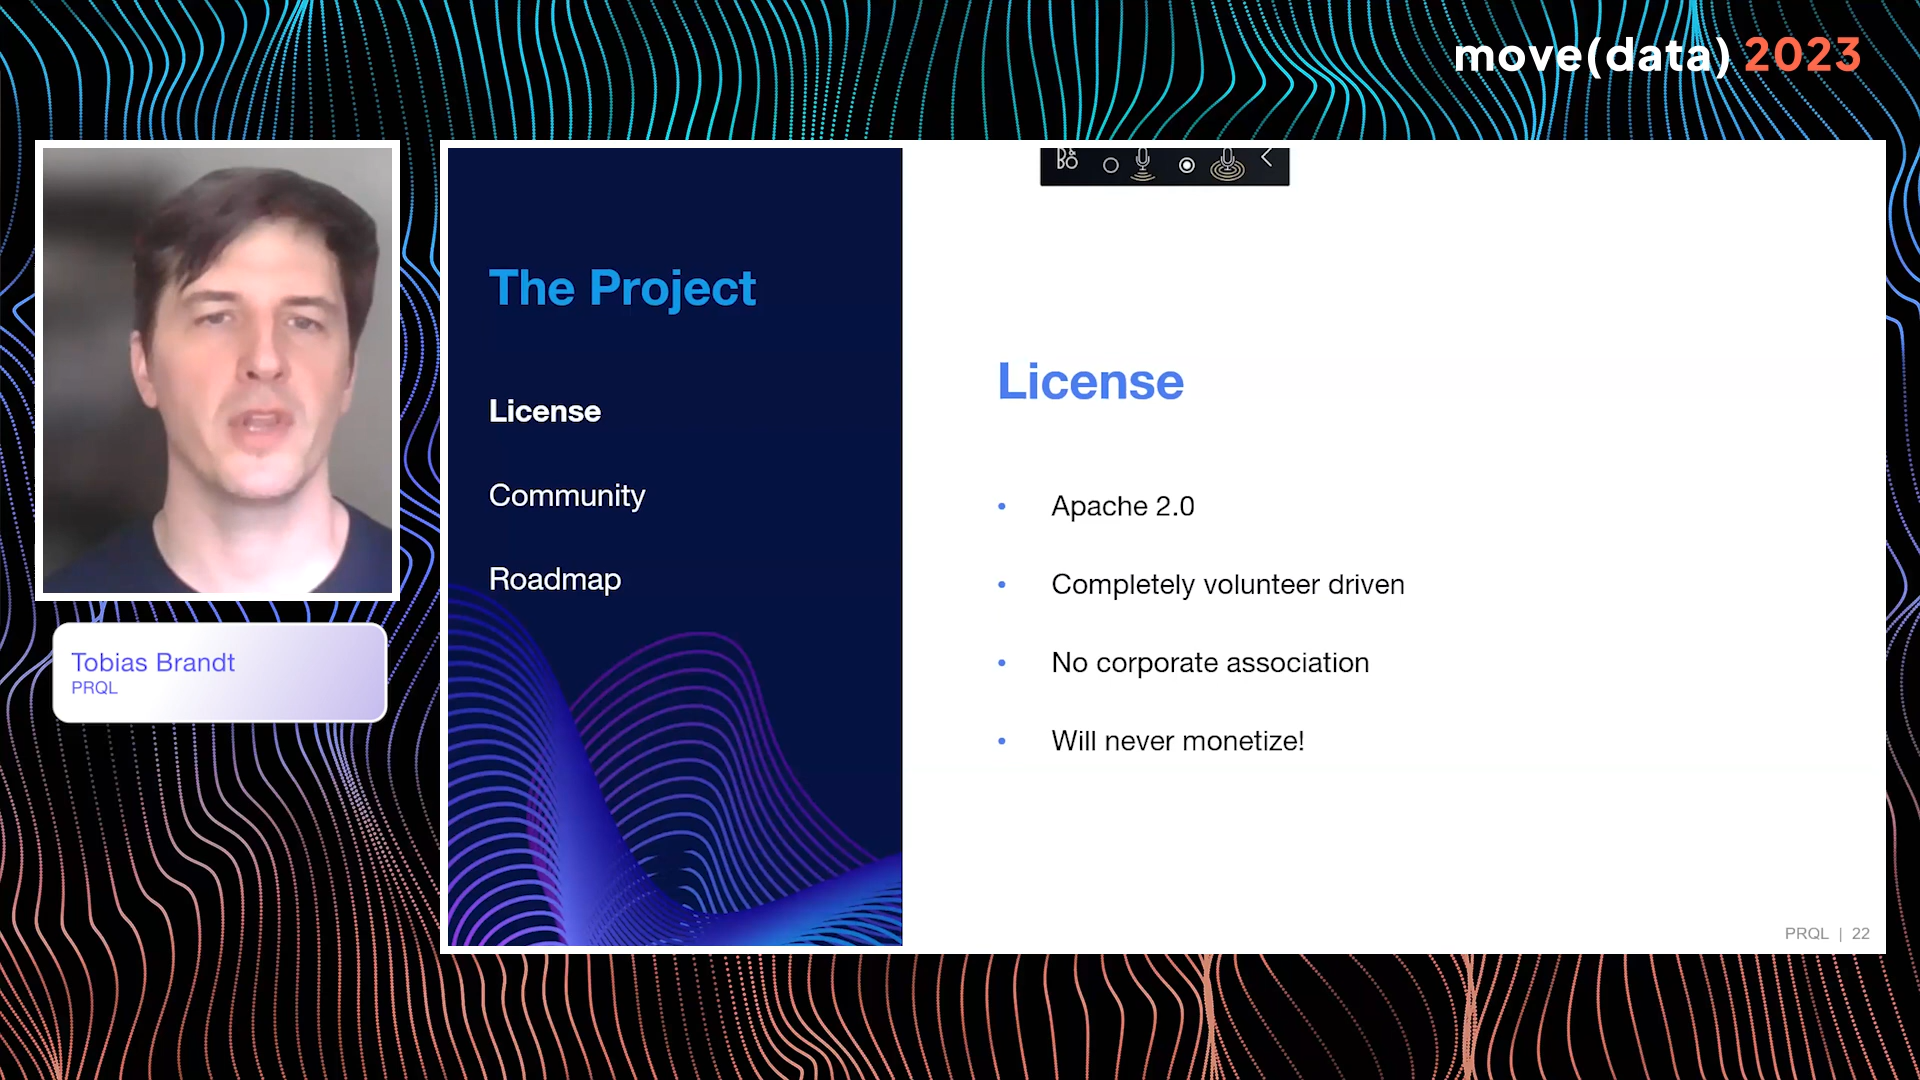 move(data) 2023
B&O
The Project
License
Community
Roadmap
License
• Apache 2.0
• Completely volunteer driven
• No corporate association
• Will never monetize!
Tobias Brandt
PRQL
PRQL | 22